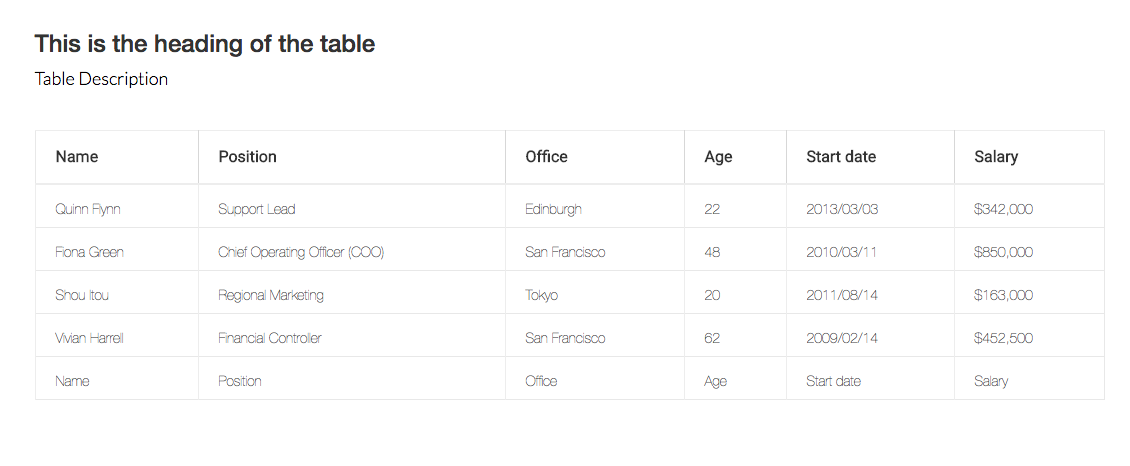 This is the heading of the table
Table Description
Name Position Office Age Start date Salary
Quinn Flynn Support Lead Edinburgh 22 2013/03/03 $342,000
Fiona Green Chief Operating Officer (COO) San Francisco 48 2010/03/11 $850,000
Shou Itou Regional Marketing Tokyo 20 2011/08/14 $163,000
Vivian Harrell Financial Controller San Francisco 62 2009/02/14 $452,500
Name Position Office Age Start date Salary